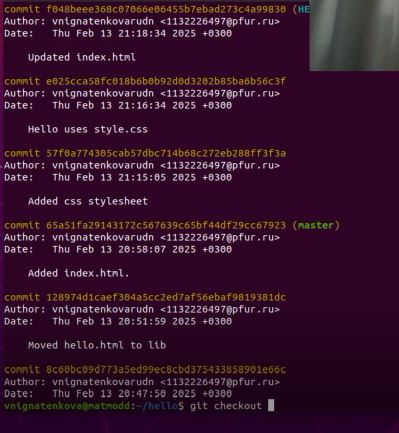 commit f048beee368c07066e06455b7ebad273c4a99830 (HE
Author: vnignatenkovarudn <1132226497@pfur.ru>
Date: Thu Feb 13 21:18:34 2025 +0300
Updated index.html
commit e025cca58fc018b6b0b92d0d3202b85ba6b56c3f
Author: vnignatenkovarudn <1132226497@pfur.ru>
Date: Thu Feb 13 21:16:34 2025 +0300
Hello uses style.css
commit 57f0a774305cab57dbc714b68c272eb288ff3f3a
Author: vnignatenkovarudn <1132226497@pfur.ru>
Date: Thu Feb 13 21:15:05 2025 +0300
Added css stylesheet
commit 65a51fa29143172c567639c65bf44df29cc67923 (master)
Author: vnignatenkovarudn <1132226497@pfur.ru>
Date: Thu Feb 13 20:58:07 2025 +0300
Added index.html.
commit 128974d1caef304a5cc2ed7af56ebaf9819381dc
Author: vnignatenkovarudn <1132226497@pfur.ru>
Date: Thu Feb 13 20:51:59 2025 +0300
Moved hello.html to lib
commit 8c60bc09d773a5ed99ec8cbd375433858901e66c
Author: vnignatenkovarudn <1132226497@pfur.ru>
Date: Thu Feb 13 20:47:50 2025 +0300
vnignatenkova@matmodd:~/hello$ git checkout